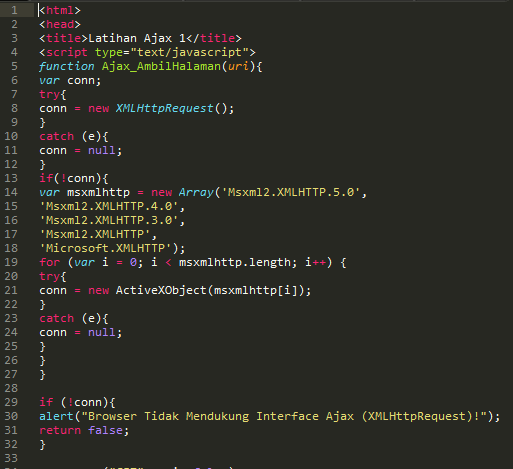 1 <html>
2 <head>
3 <title>Latihan Ajax 1</title>
4 <script type="text/javascript">
5 function Ajax_AmbilHalaman(uri){
6 var conn;
7 try{
8 conn = new XMLHttpRequest();
9 }
10 catch (e){
11 conn = null;
12 }
13 if(!conn){
14 var msxmlhttp = new Array('Msxml2.XMLHTTP.5.0',
15 'Msxml2.XMLHTTP.4.0',
16 'Msxml2.XMLHTTP.3.0',
17 'Msxml2.XMLHTTP',
18 'Microsoft.XMLHTTP');
19 for (var i = 0; i < msxmlhttp.length; i++) {
20 try{
21 conn = new ActiveXObject(msxmlhttp[i]);
22 }
23 catch (e){
24 conn = null;
25 }
26 }
27 }
28
29 if (!conn){
30 alert("Browser Tidak Mendukung Interface Ajax (XMLHttpRequest)!");
31 return false;
32 }
33